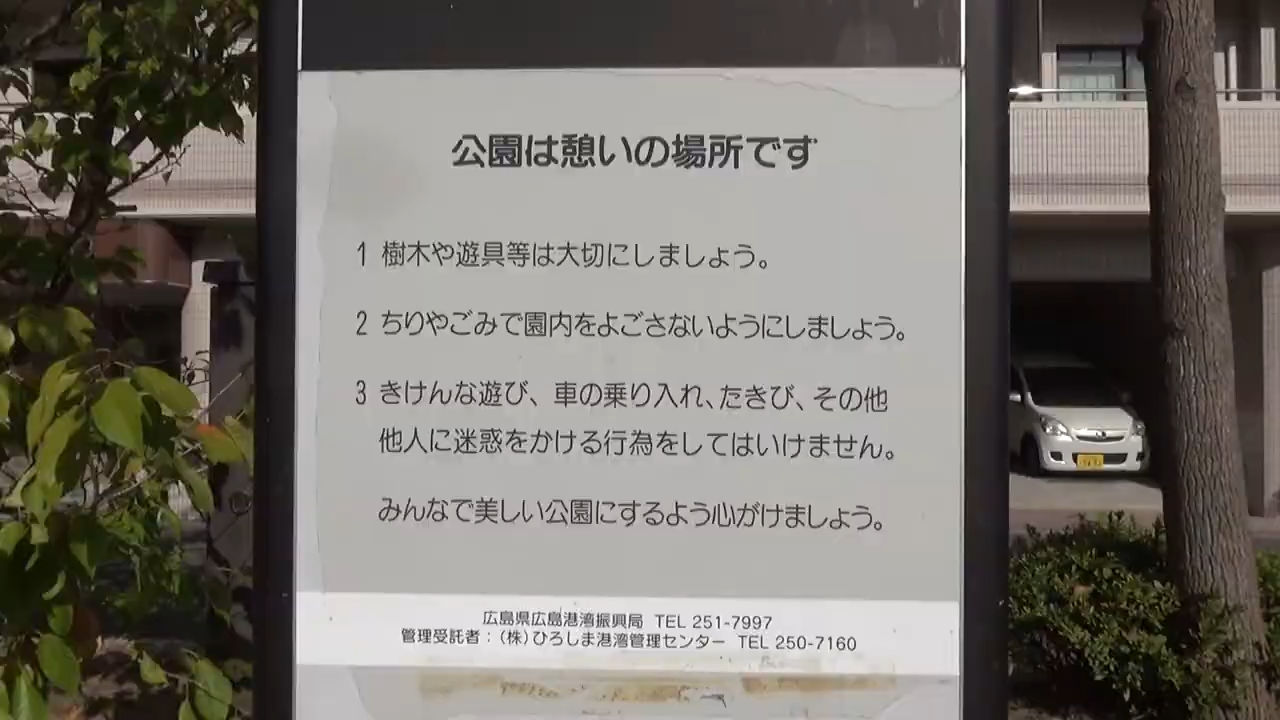 公園は憩いの場所です
1 樹木や遊具等は大切にしましょう。
2 ちりやごみで園内をよごさないようにしましょう。
3 きけんな遊び、車の乗り入れ、たきび、その他
他人に迷惑をかける行為をしてはいけません。
みんなで美しい公園にするよう心がけましょう。
広島県広島港湾振興局 TEL 251-7997
管理受託者：（株）ひろしま港湾管理センター TEL 250-7160